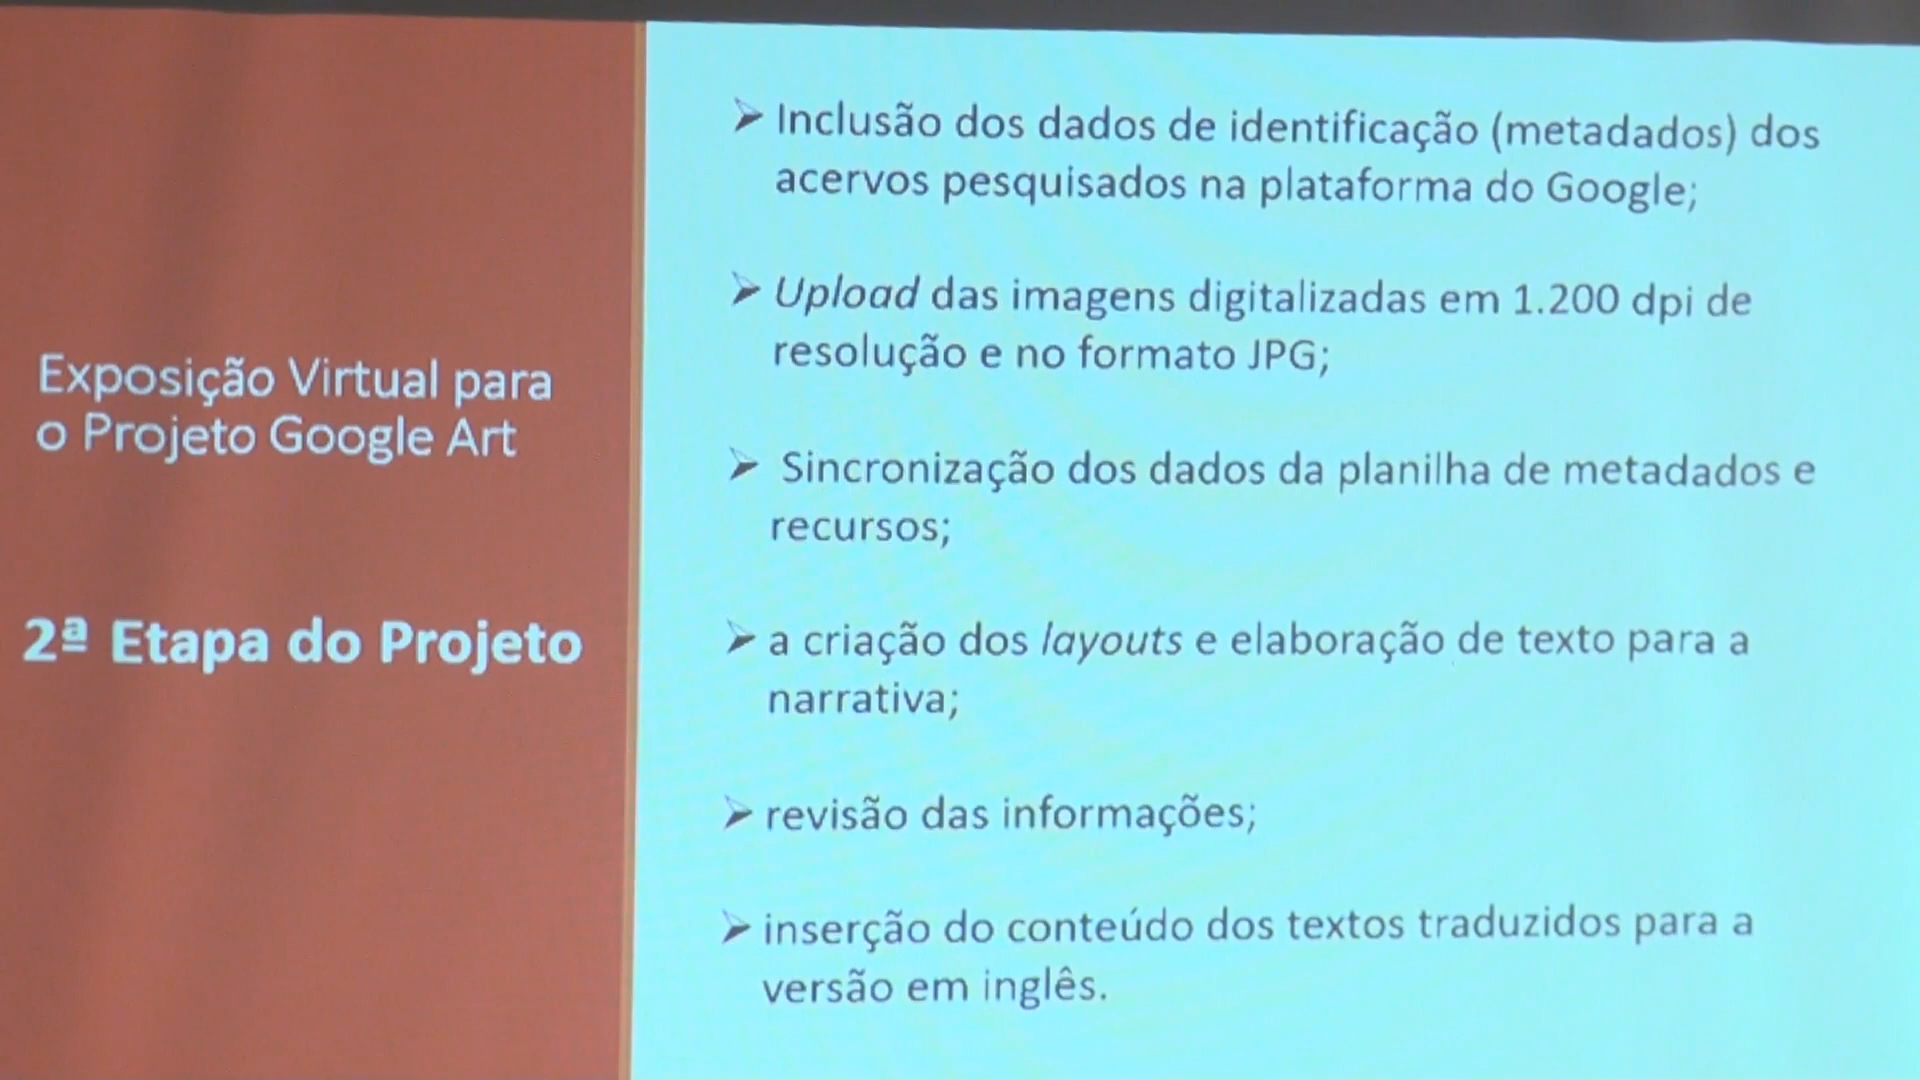 Exposição Virtual para
o Projeto Google Art
2ª Etapa do Projeto
➢ Inclusão dos dados de identificação (metadados) dos
acervos pesquisados na plataforma do Google;
➢ Upload das imagens digitalizadas em 1.200 dpi de
resolução e no formato JPG;
➢ Sincronização dos dados da planilha de metadados e
recursos;
➢ a criação dos layouts e elaboração de texto para a
narrativa;
➢ revisão das informações;
➢ inserção do conteúdo dos textos traduzidos para a
versão em inglês.